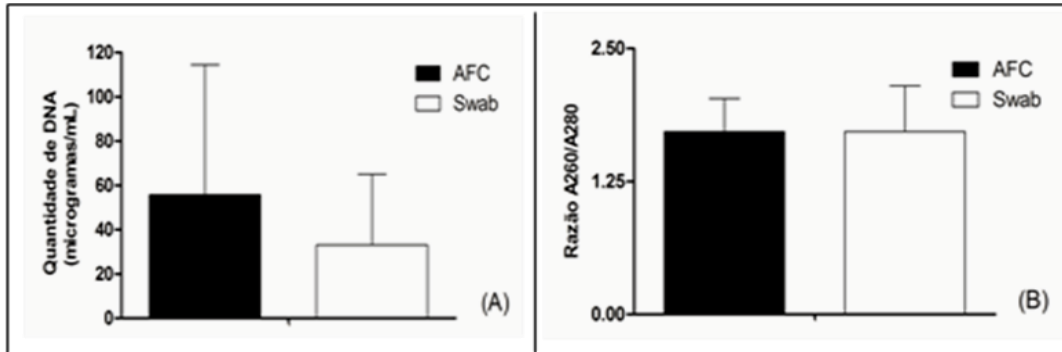 Quantidade de DNA
(microgramas/mL)
120
100
80
60
40
20
0
AFC
Swab
(A)
Razão A260/A280
2.50
1.25
0.00
AFC
Swab
(B)